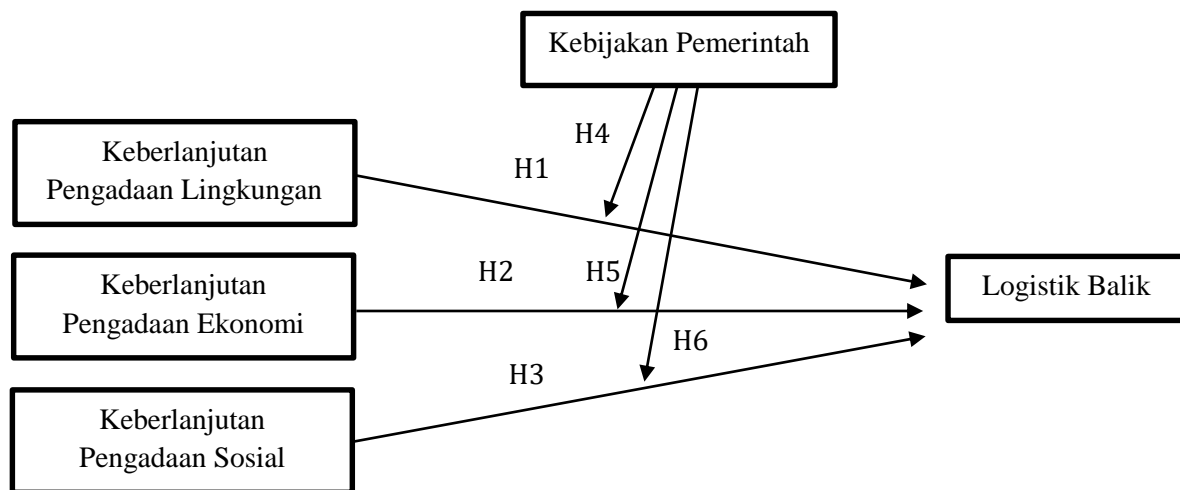 Kebijakan Pemerintah
H4
Keberlanjutan
Pengadaan Lingkungan
H1
Keberlanjutan
Pengadaan Ekonomi
H2
H5
Logistik Balik
H6
H3
Keberlanjutan
Pengadaan Sosial